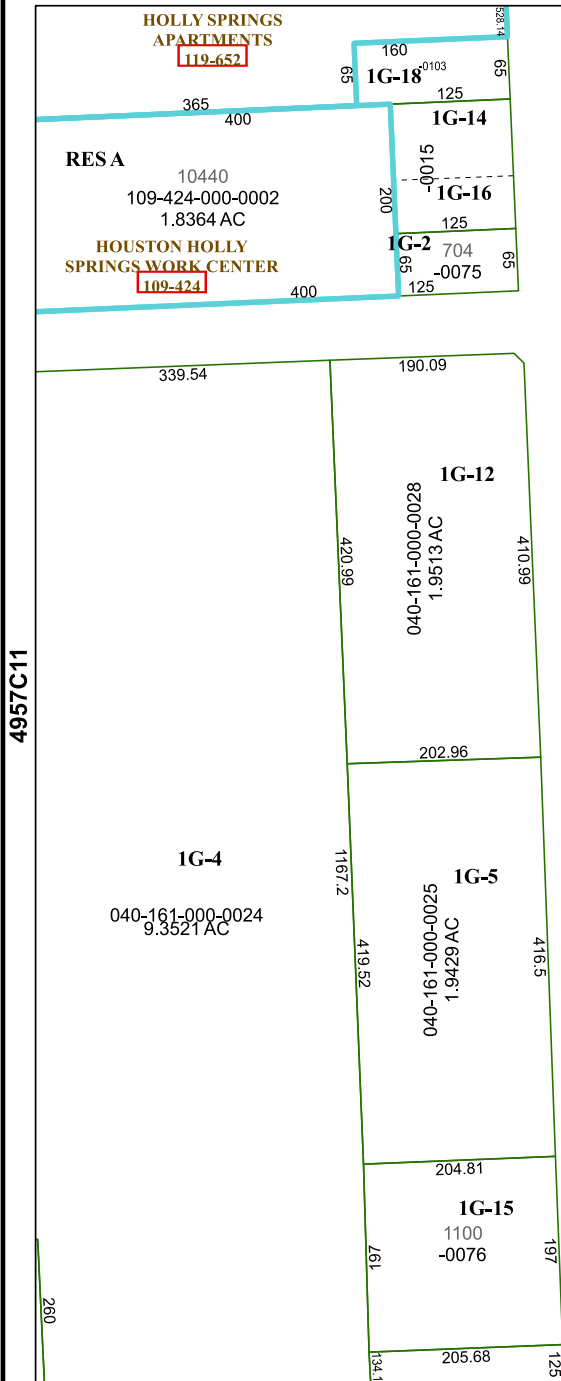 HOLLY SPRINGS
APARTMENTS
119-652
528.14
160
65
1G-18
-0103
65
125
365
400
1G-14
RES A
10440
109-424-000-0002
1.8364 AC
-0015
200
1G-16
125
HOUSTON HOLLY
SPRINGS WORK CENTER
109-424
1G-2
704
-0075
65
65
400
125
339.54
190.09
1G-12
040-161-000-0028
1.9513 AC
420.99
410.99
4957C11
202.96
1G-4
040-161-000-0024
9.3521 AC
1167.2
1G-5
040-161-000-0025
1.9429 AC
419.52
416.5
204.81
1G-15
1100
-0076
197
197
260
134.1
205.68
125